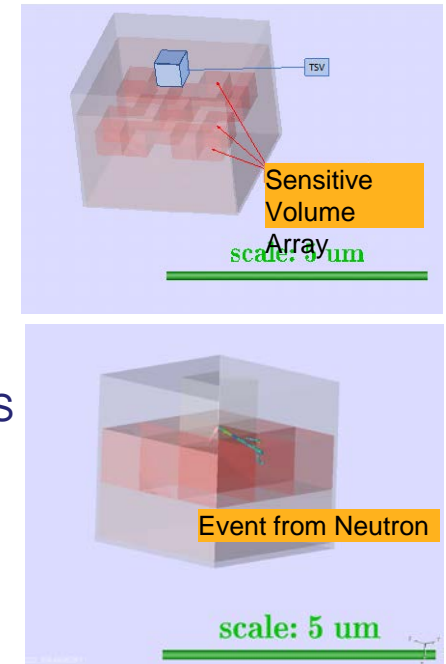 TSV
Sensitive
Volume
Array
scale: 5 um
S
Event from Neutron
scale: 5 um